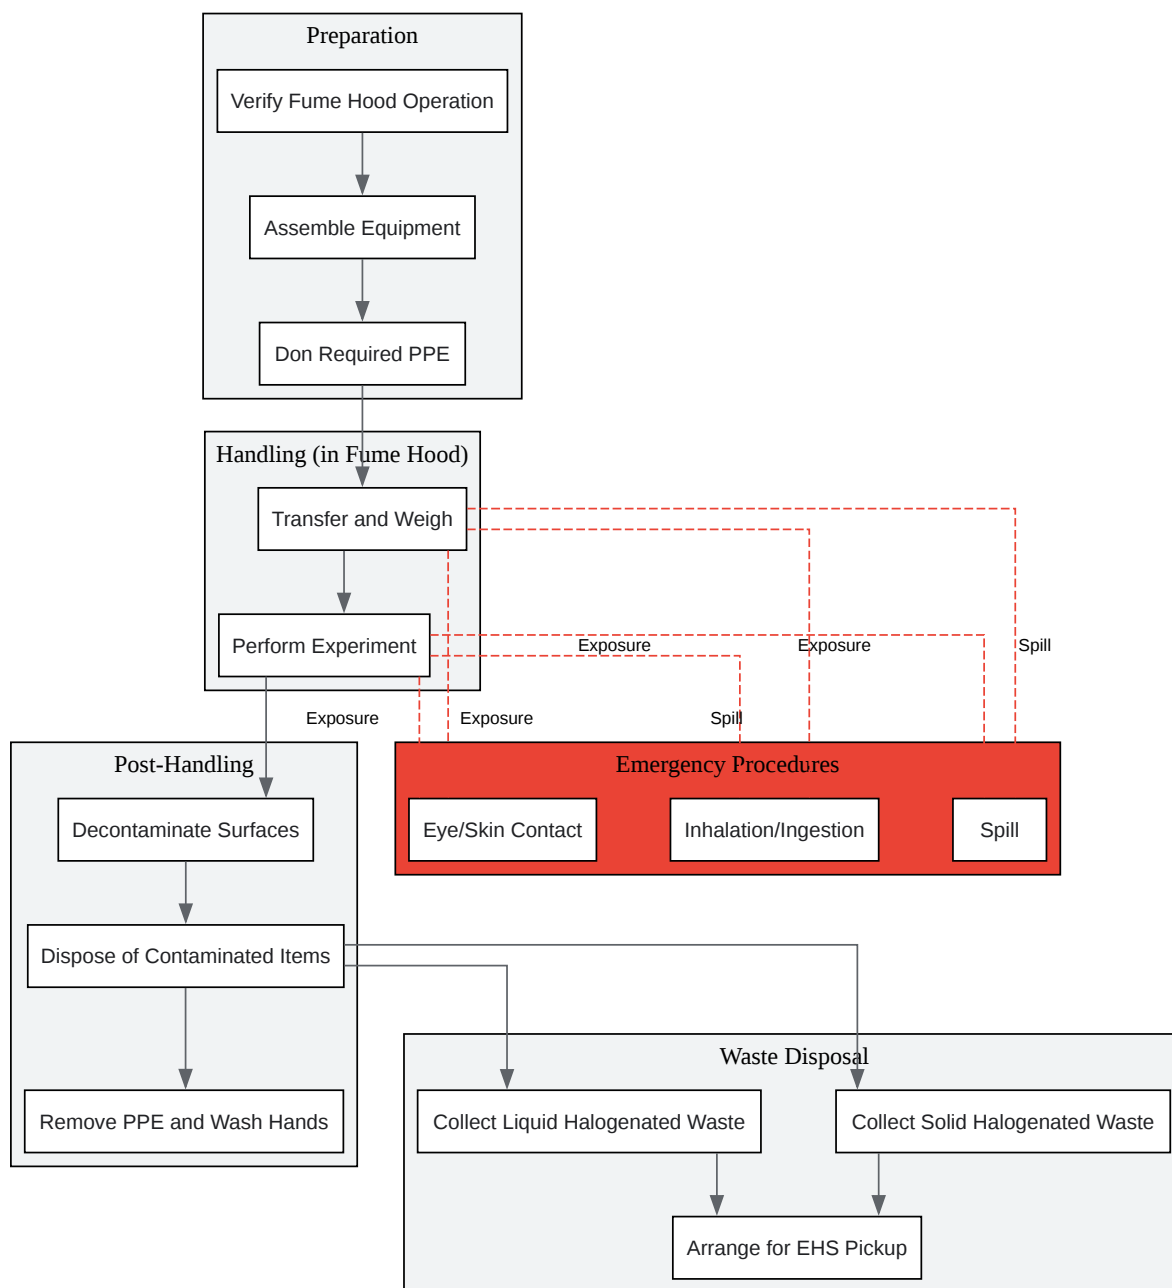 Preparation
Verify Fume Hood Operation
Assemble Equipment
Don Required PPE
Handling (in Fume Hood)
Transfer and Weigh
Perform Experiment
Exposure
Exposure
Spill
Exposure
Exposure
Spill
Post-Handling
Emergency Procedures
Decontaminate Surfaces
Eye/Skin Contact
Inhalation/Ingestion
Spill
Dispose of Contaminated Items
Waste Disposal
Remove PPE and Wash Hands
Collect Liquid Halogenated Waste
Collect Solid Halogenated Waste
Arrange for EHS Pickup